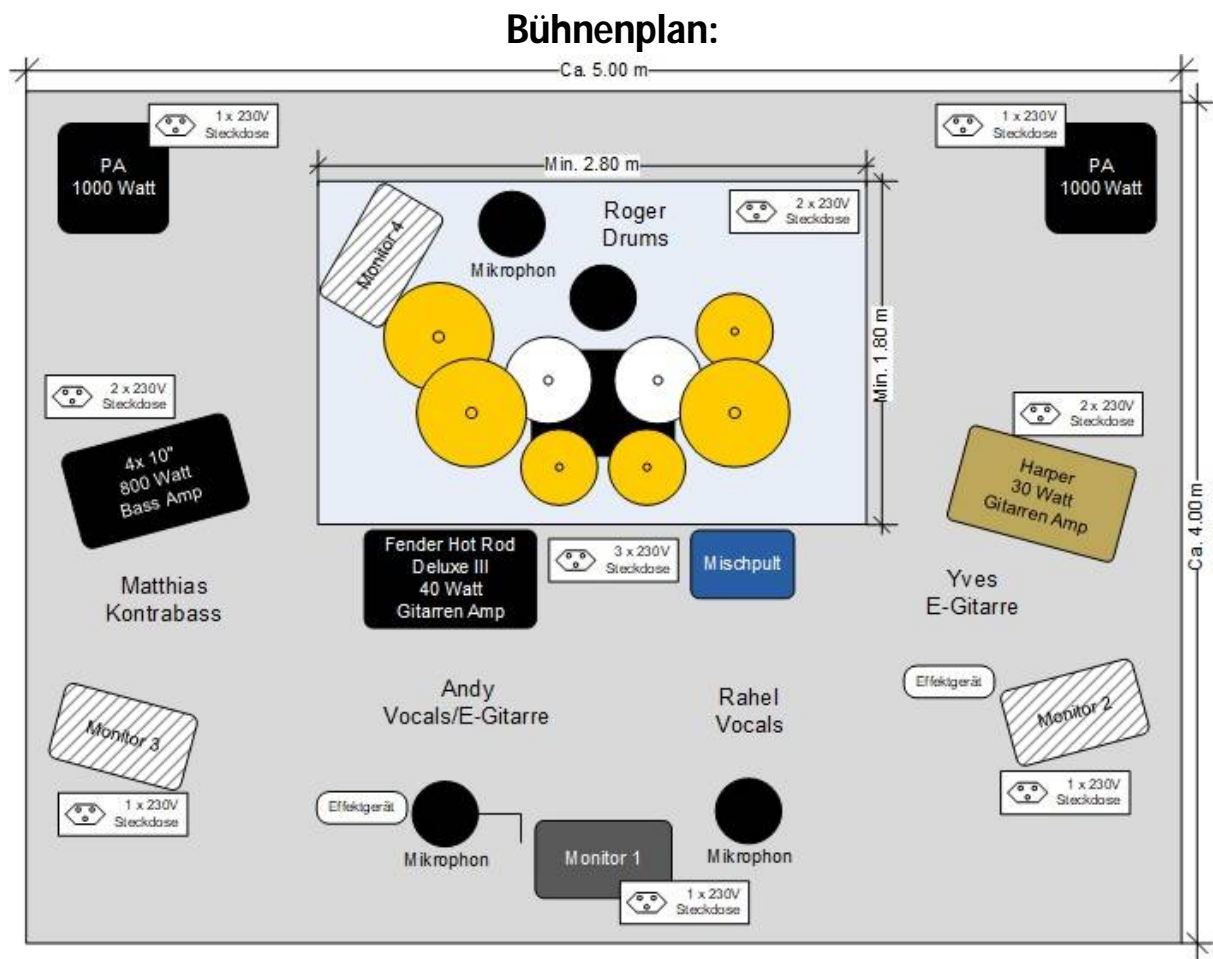 Bühnenplan:
Ca. 5.00 m
1 x 230V
Steckdose
PA
1000 Watt
1 x 230V
Steckdose
PA
1000 Watt
Min. 2.80 m
Monitor 4
Mikrophon
Roger
Drums
2 x 230V
Steckdose
Min. 1.80 m
2 x 230V
Steckdose
4x 10"
800 Watt
Bass Amp
2 x 230V
Steckdose
Harper
30 Watt
Gitarren Amp
Ca. 4.00 m
Fender Hot Rod
Deluxe III
40 Watt
Gitarren Amp
3 x 230V
Steckdose
Mischpult
Matthias
Kontrabass
Yves
E-Gitarre
Andy
Vocals/E-Gitarre
Rahel
Vocals
Effektgerät
Monitor 2
1 x 230V
Steckdose
Monitor 3
1 x 230V
Steckdose
Effektgerät
Mikrophon
Monitor 1
Mikrophon
1 x 230V
Steckdose